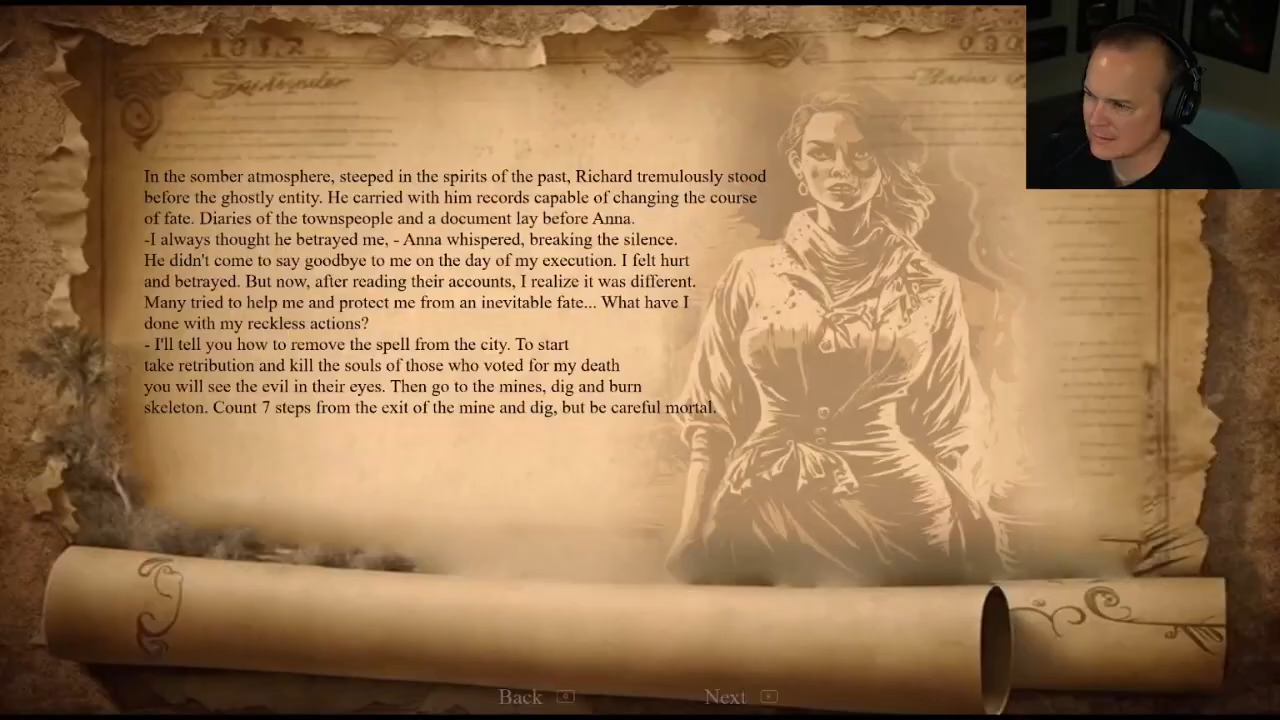 In the somber atmosphere, steeped in the spirits of the past, Richard tremulously stood
before the ghostly entity. He carried with him records capable of changing the course
of fate. Diaries of the townspeople and a document lay before Anna.
-I always thought he betrayed me, - Anna whispered, breaking the silence.
He didn't come to say goodbye to me on the day of my execution. I felt hurt
and betrayed. But now, after reading their accounts, I realize it was different.
Many tried to help me and protect me from an inevitable fate... What have I
done with my reckless actions?
- I'll tell you how to remove the spell from the city. To start
take retribution and kill the souls of those who voted for my death
you will see the evil in their eyes. Then go to the mines, dig and burn
skeleton. Count 7 steps from the exit of the mine and dig, but be careful mortal.
Back Next